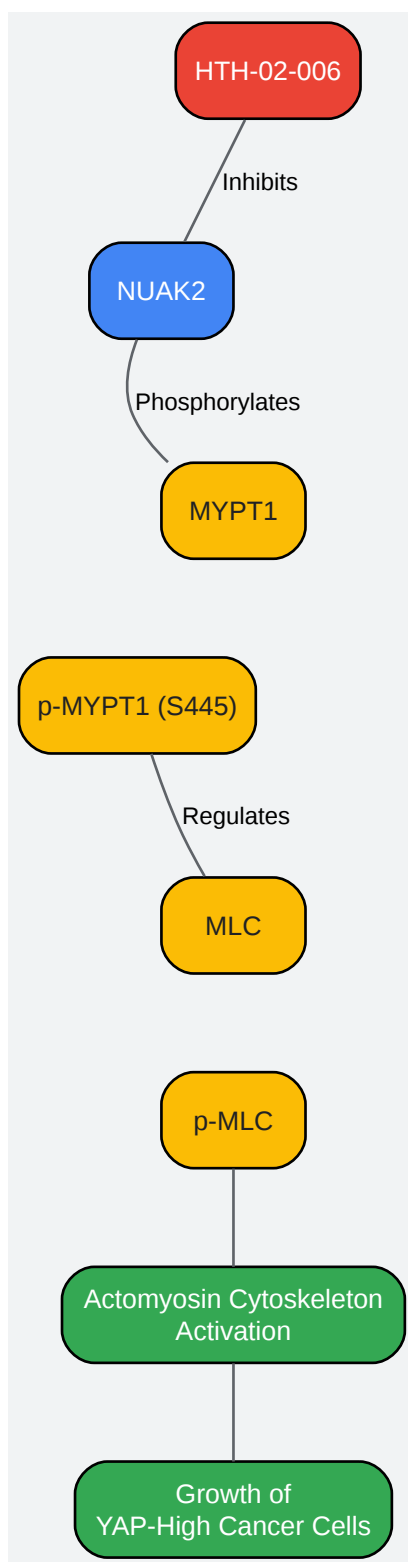 HTH-02-006
Inhibits
NUAK2
Phosphorylates
MYPT1
p-MYPT1 (S445)
Regulates
MLC
p-MLC
Actomyosin Cytoskeleton
Activation
Growth of
YAP-High Cancer Cells